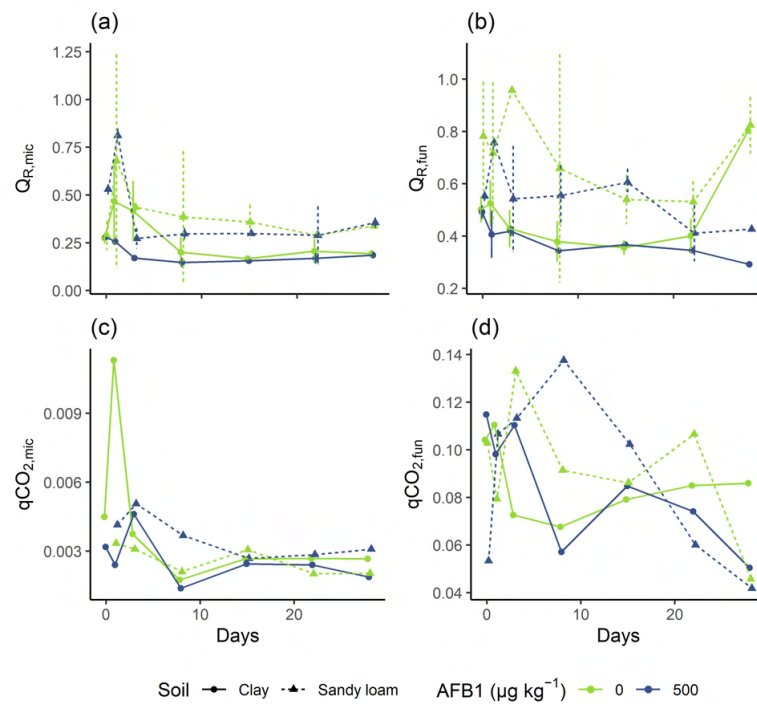 (a)
(b)
1.25
1.00
0.75
0.50
0.25
0.00
Q_R,mic
1.0
0.8
0.6
0.4
0.2
Q_R,fun
(c)
(d)
0.009
0.006
0.003
qCO₂,mic
0.14
0.12
0.10
0.08
0.06
0.04
qCO₂,fun
0 10 20
0 10 20
Days
Days
Soil Clay Sandy loam AFB1 (µg kg⁻¹) 0 500